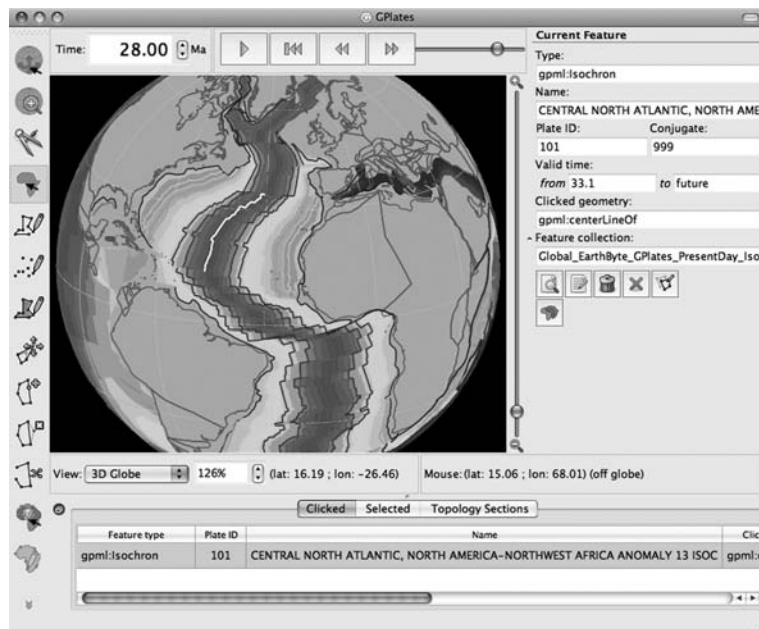 GPlates
Time: 28.00 Ma
Current Feature
Type:
gpml:Isochron
Name:
CENTRAL NORTH ATLANTIC, NORTH AME
Plate ID: Conjugate:
101 999
Valid time:
from 33.1 to future
Clicked geometry:
gpml:centerLineOf
Feature collection:
Global_EarthByte_GPlates_PresentDay_Iso
View: 3D Globe 126% (lat: 16.19 ; lon: -26.46) Mouse: (lat: 15.06 ; lon: 68.01) (off globe)
Clicked Selected Topology Sections
Feature type Plate ID Name Clic
gpml:Isochron 101 CENTRAL NORTH ATLANTIC, NORTH AMERICA-NORTHWEST AFRICA ANOMALY 13 ISOC gpml: